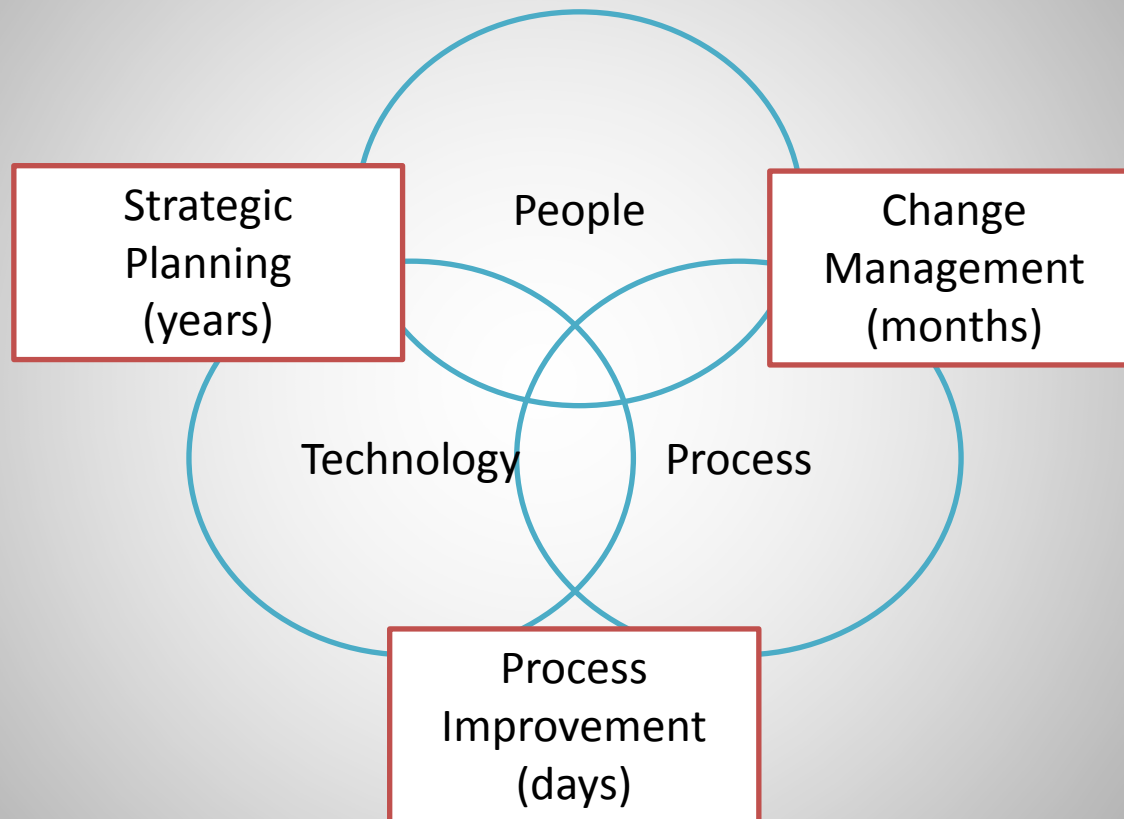 Strategic
Planning
(years)
People
Change
Management
(months)
Technology
Process
Process
Improvement
(days)